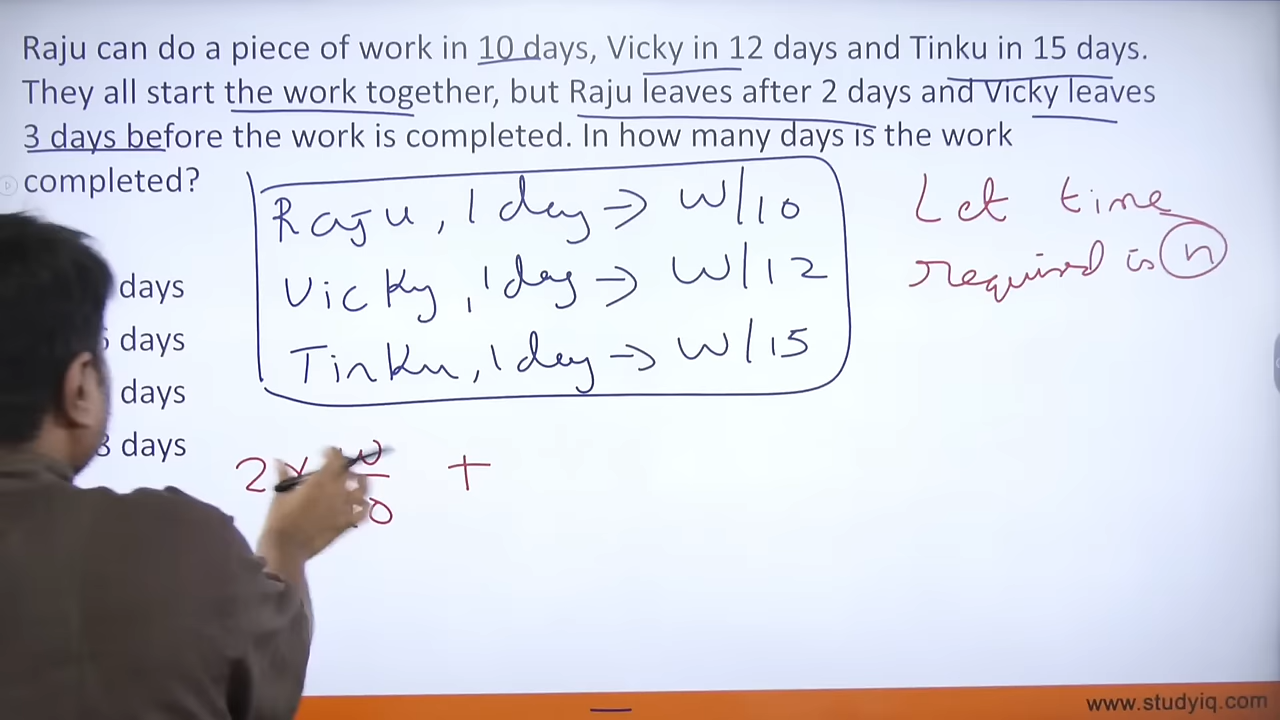 Raju can do a piece of work in 10 days, Vicky in 12 days and Tinku in 15 days.
They all start the work together, but Raju leaves after 2 days and Vicky leaves
3 days before the work is completed. In how many days is the work
completed?
Raju, 1 day → W/10
Vicky, 1 day → W/12
Tinku, 1 day → W/15
Let time
required is n
days
days
days
days
2 × W +
0
www.studyiq.com